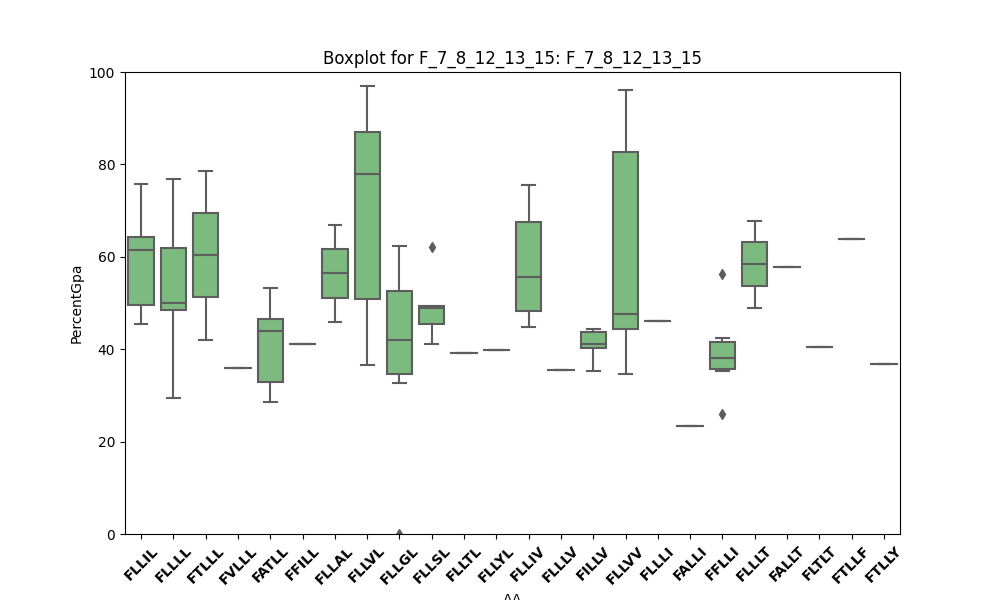 Boxplot for F_7_8_12_13_15: F_7_8_12_13_15
100
80
60
40
20
0
PercentGpa
FLLIL FLLLL FTLLL FVLLL FATLL FFILL FLLAL FLLVL FLLGL FLLSL FLLTL FLLYL FLLIV FLLLV FILLV FLLVV FLLLI FALLI FFLLI FLLLT FALLT FLTLT FTLLF FTLLY
AA